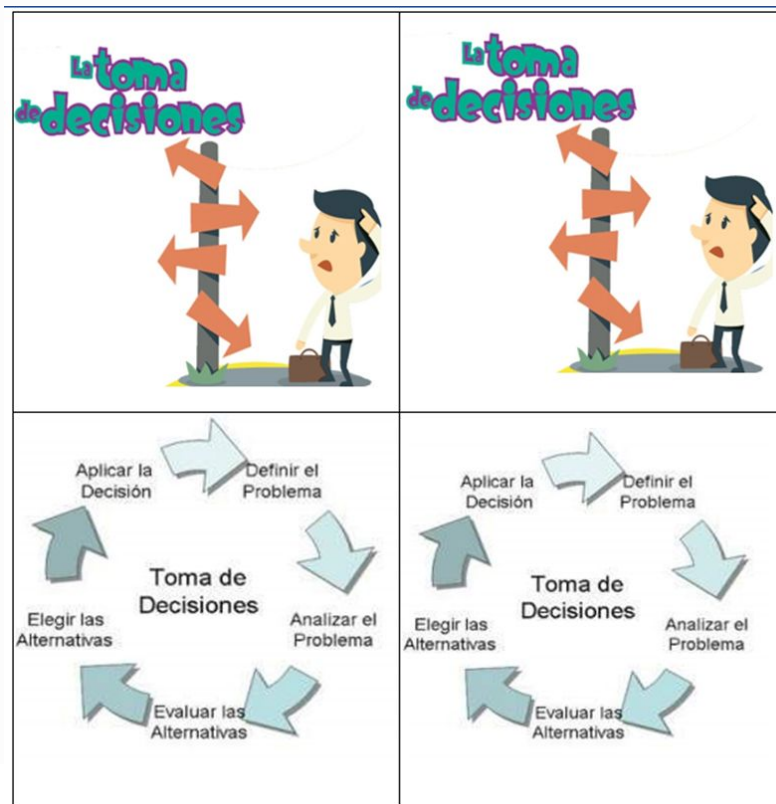 La toma
de decisiones
La toma
de decisiones
Aplicar la
Decisión
Definir el
Problema
Toma de
Decisiones
Elegir las
Alternativas
Analizar el
Problema
Evaluar las
Alternativas
Aplicar la
Decisión
Definir el
Problema
Toma de
Decisiones
Elegir las
Alternativas
Analizar el
Problema
Evaluar las
Alternativas